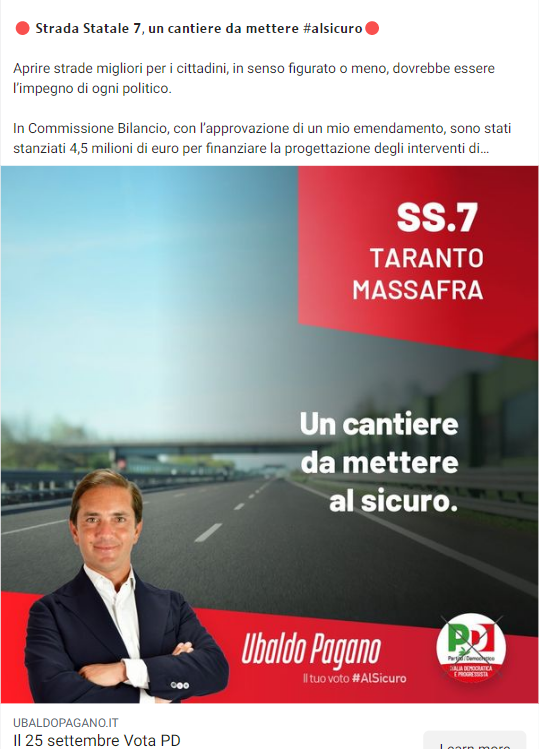 🔴 Strada Statale 7, un cantiere da mettere #alsicuro🔴
Aprire strade migliori per i cittadini, in senso figurato o meno, dovrebbe essere
l'impegno di ogni politico.
In Commissione Bilancio, con l'approvazione di un mio emendamento, sono stati
stanziati 4,5 milioni di euro per finanziare la progettazione degli interventi di...
SS.7
TARANTO
MASSAFRA
Un cantiere
da mettere
al sicuro.
Ubaldo Pagano
Il tuo voto #AlSicuro
PD
Partito Democratico
ITALIA DEMOCRATICA
E PROGRESSISTA
UBALDOPAGANO.IT
Il 25 settembre Vota PD
Learn more